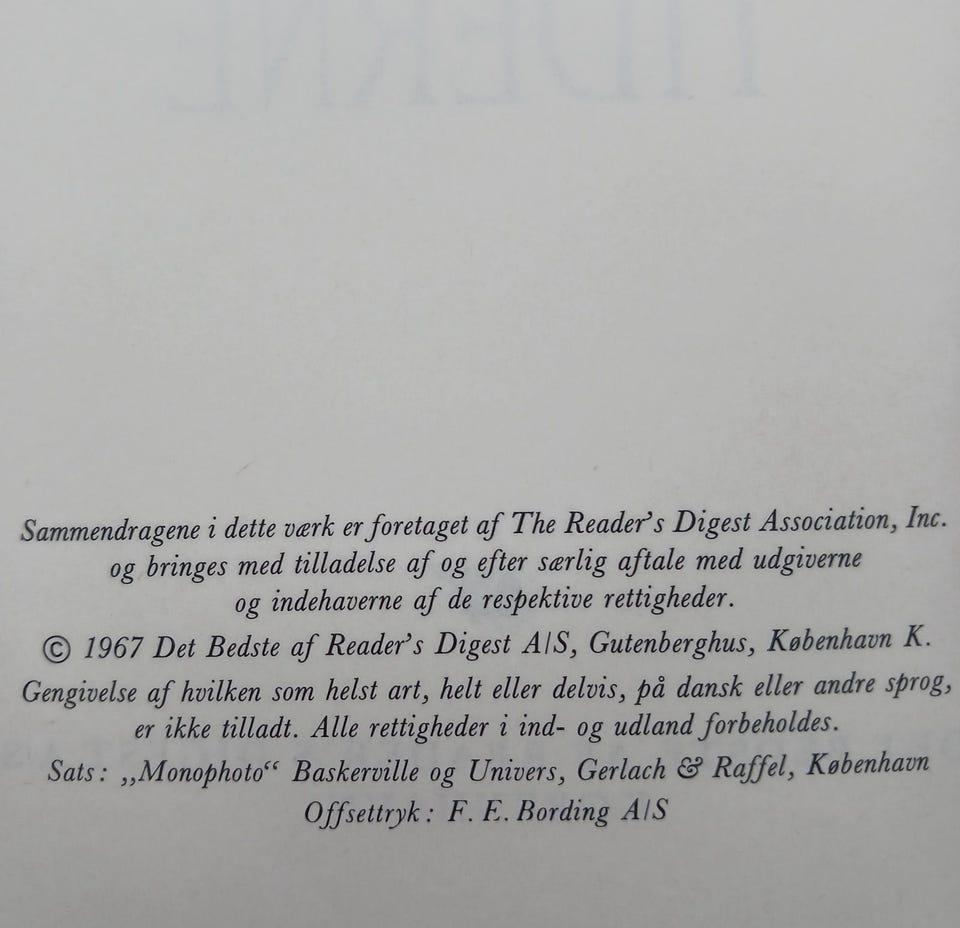 TIDERNE
Sammendragene i dette værk er foretaget af The Reader's Digest Association, Inc.
og bringes med tilladelse af og efter særlig aftale med udgiverne
og indehaverne af de respektive rettigheder.
© 1967 Det Bedste af Reader's Digest A/S, Gutenberghus, København K.
Gengivelse af hvilken som helst art, helt eller delvis, på dansk eller andre sprog,
er ikke tilladt. Alle rettigheder i ind- og udland forbeholdes.
Sats: „Monophoto“ Baskerville og Univers, Gerlach & Raffel, København
Offsettryk: F. E. Bording A/S